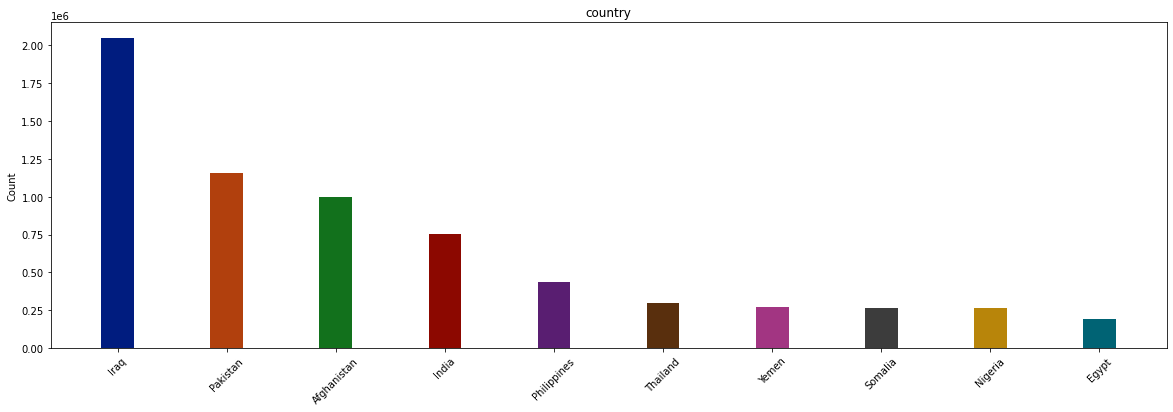 country
1e6
2.00
1.75
1.50
1.25
1.00
0.75
0.50
0.25
0.00
Count
Iraq
Pakistan
Afghanistan
India
Philippines
Thailand
Yemen
Somalia
Nigeria
Egypt